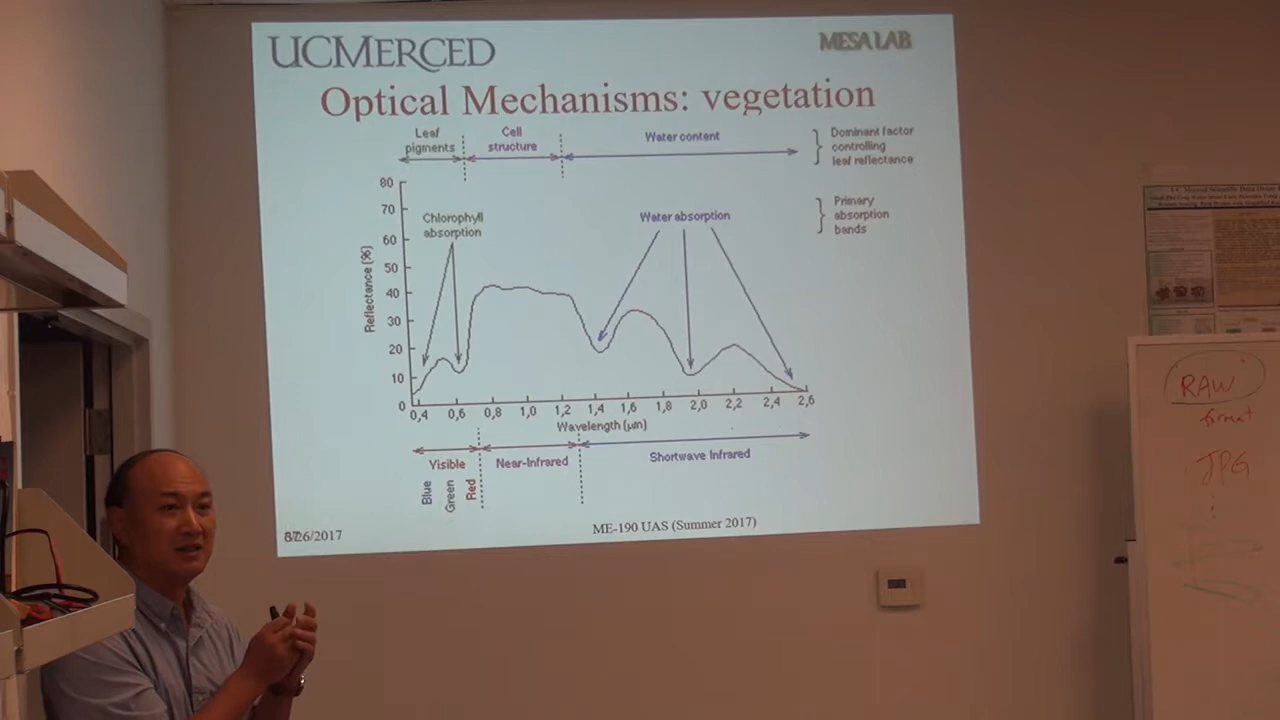 UCMERCED
MESA LAB
Optical Mechanisms: vegetation
Leaf
pigments
Cell
structure
Water content
Dominant factor
controlling
leaf reflectance
Chlorophyll
absorption
Water absorption
Primary
absorption
bands
Reflectance (%)
80
70
60
50
40
30
20
10
0
0,4 0,6 0,8 1,0 1,2 1,4 1,6 1,8 2,0 2,2 2,4 2,6
Wavelength (μm)
Visible
Near-Infrared
Shortwave Infrared
Blue
Green
Red
ME-190 UAS (Summer 2017)
RAW
format
JPG